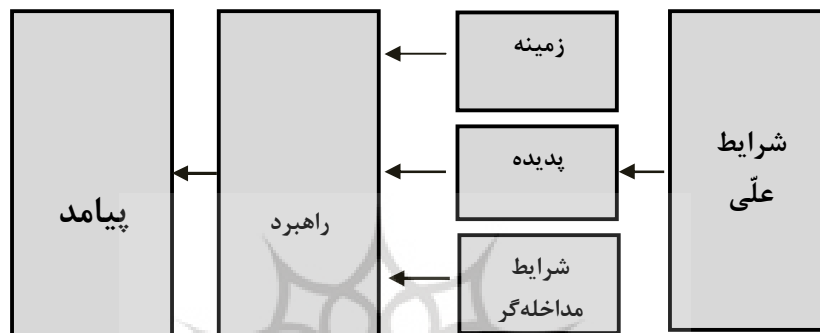 شرایط
علّی
زمینه
پدیده
شرایط
مداخله‌گر
راهبرد
پیامد